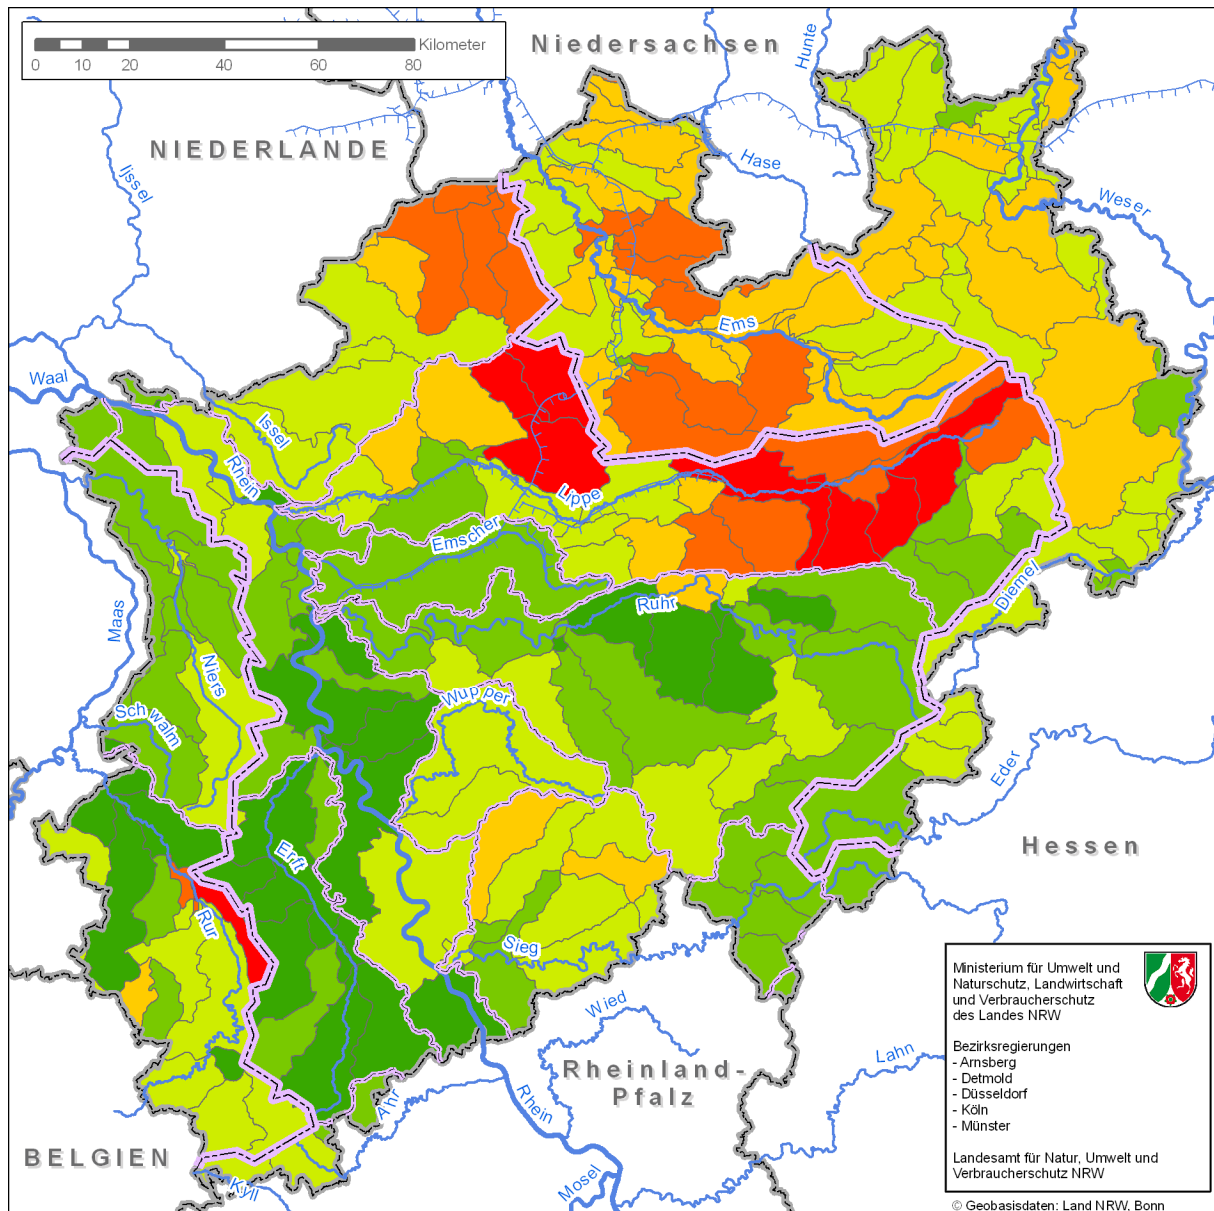 Niedersachsen
Hunte
Kilometer
0 10 20 40 60 80
NIEDERLANDE
Ijssel
Hase
Weser
Ems
Waal
Issel
Rhein
Lippe
Emscher
Ruhr
Diemel
Maas
Niers
Wupper
Schwalm
Eder
Hessen
Erft
Rur
Sieg
Wied
Lahn
Rheinland-
Pfalz
Rhein
Ahr
BELGIEN
Kyll
Mosel
Ministerium für Umwelt und
Naturschutz, Landwirtschaft
und Verbraucherschutz
des Landes NRW
Bezirksregierungen
- Arnsberg
- Detmold
- Düsseldorf
- Köln
- Münster
Landesamt für Natur, Umwelt und
Verbraucherschutz NRW
© Geobasisdaten: Land NRW, Bonn